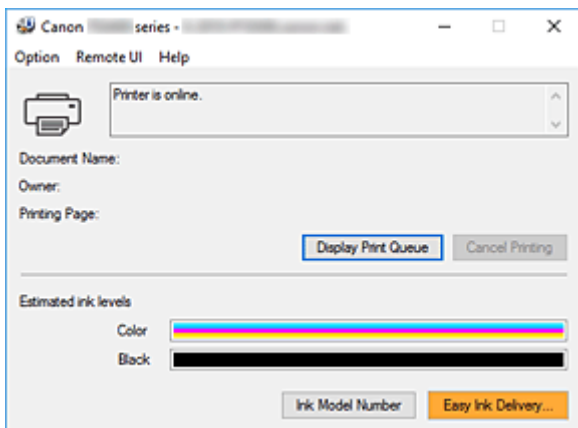 Canon series -
Option Remote UI Help
Printer is online.
Document Name:
Owner:
Printing Page:
Display Print Queue Cancel Printing
Estimated ink levels
Color
Black
Ink Model Number Easy Ink Delivery...